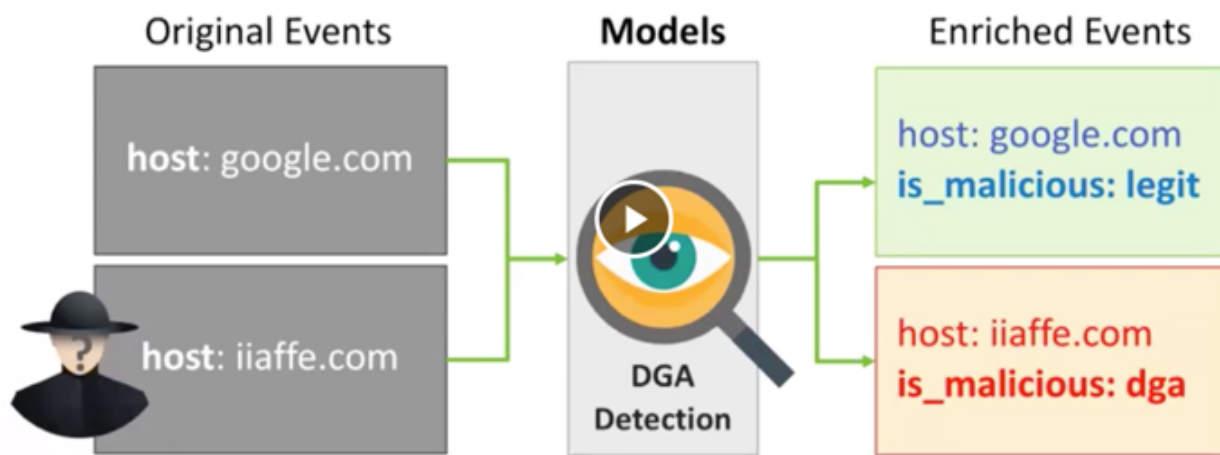 Original Events
Models
Enriched Events
host: google.com
host: iiaffe.com
?
DGA
Detection
host: google.com
is_malicious: legit
host: iiaffe.com
is_malicious: dga